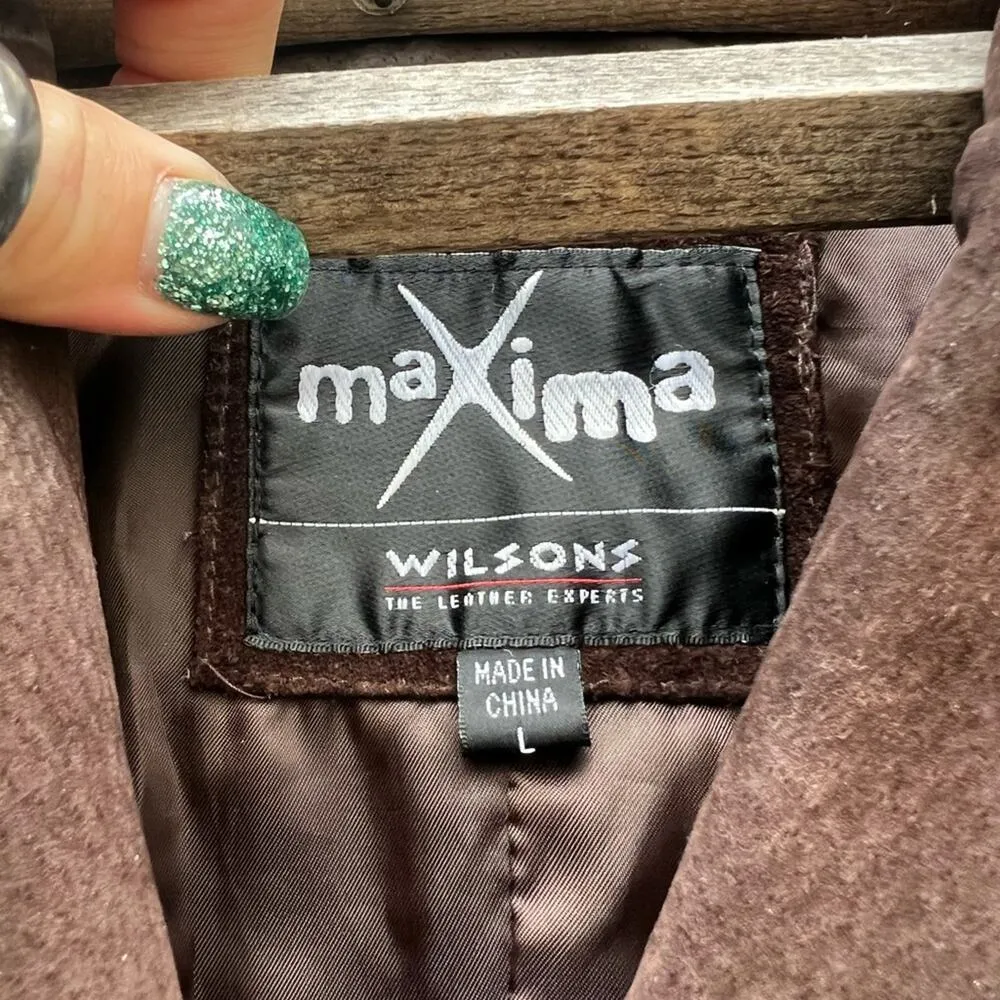 maXima
WILSONS
THE LEATHER EXPERTS
MADE IN
CHINA
L